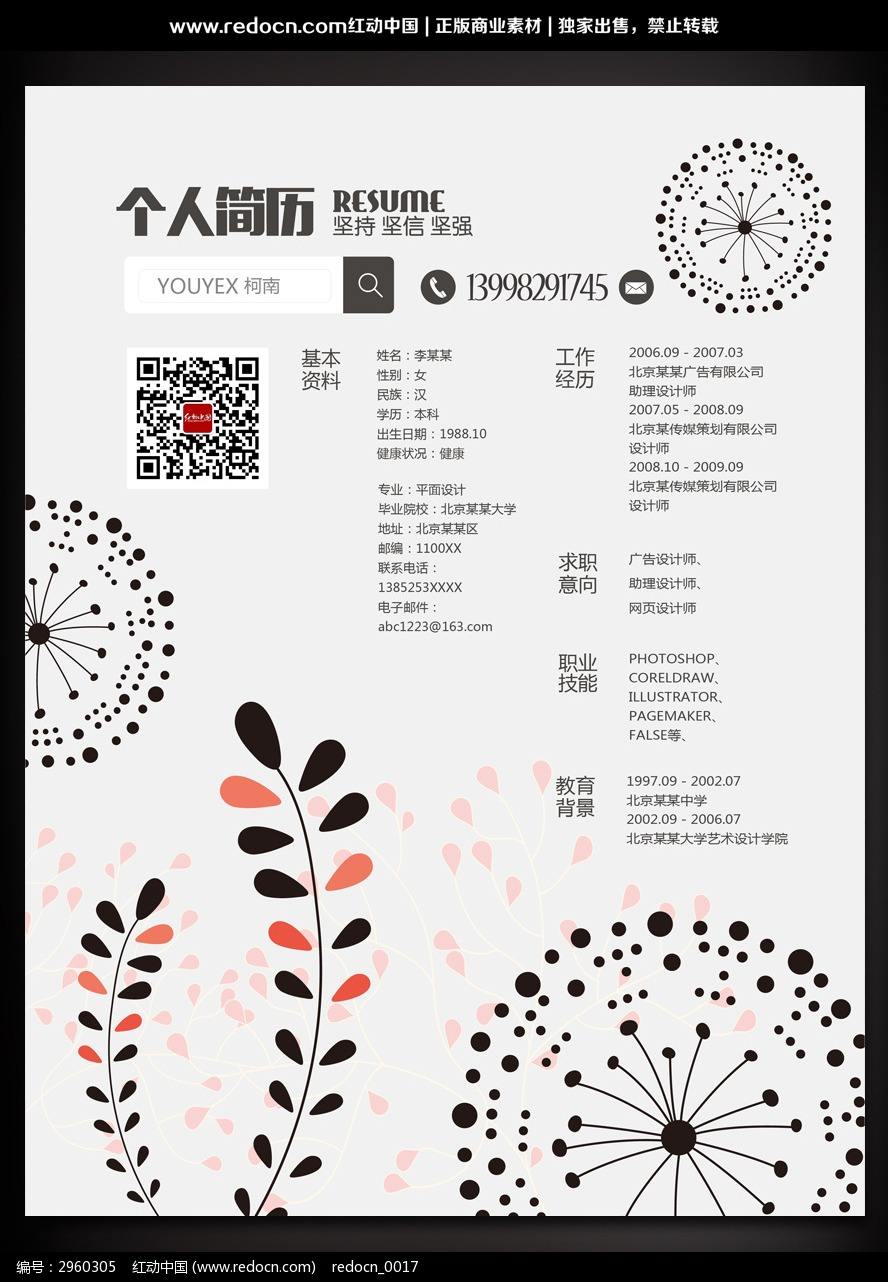 www.redocn.com红动中国 | 正版商业素材 | 独家出售，禁止转载
个人简历 RESUME
坚持 坚信 坚强
YOUYEX 柯南
13998291745
基本
资料
姓名：李某某
性别：女
民族：汉
学历：本科
出生日期：1988.10
健康状况：健康
专业：平面设计
毕业院校：北京某某大学
地址：北京某某区
邮编：1100XX
联系电话：
1385253XXXX
电子邮件：
abc1223@163.com
工作
经历
2006.09 - 2007.03
北京某某广告有限公司
助理设计师
2007.05 - 2008.09
北京某传媒策划有限公司
设计师
2008.10 - 2009.09
北京某传媒策划有限公司
设计师
求职
意向
广告设计师、
助理设计师、
网页设计师
职业
技能
PHOTOSHOP、
CORELDRAW、
ILLUSTRATOR、
PAGEMAKER、
FALSE等、
教育
背景
1997.09 - 2002.07
北京某某中学
2002.09 - 2006.07
北京某某大学艺术设计学院
编号：2960305 红动中国 (www.redocn.com) redocn_0017